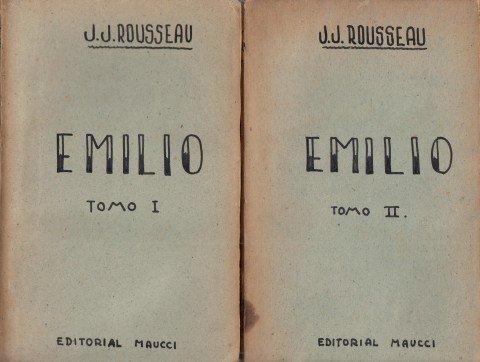 J.J. ROUSSEAU
EMILIO
TOMO I
EDITORIAL MAUCCI
J.J. ROUSSEAU
EMILIO
TOMO II.
EDITORIAL MAUCCI